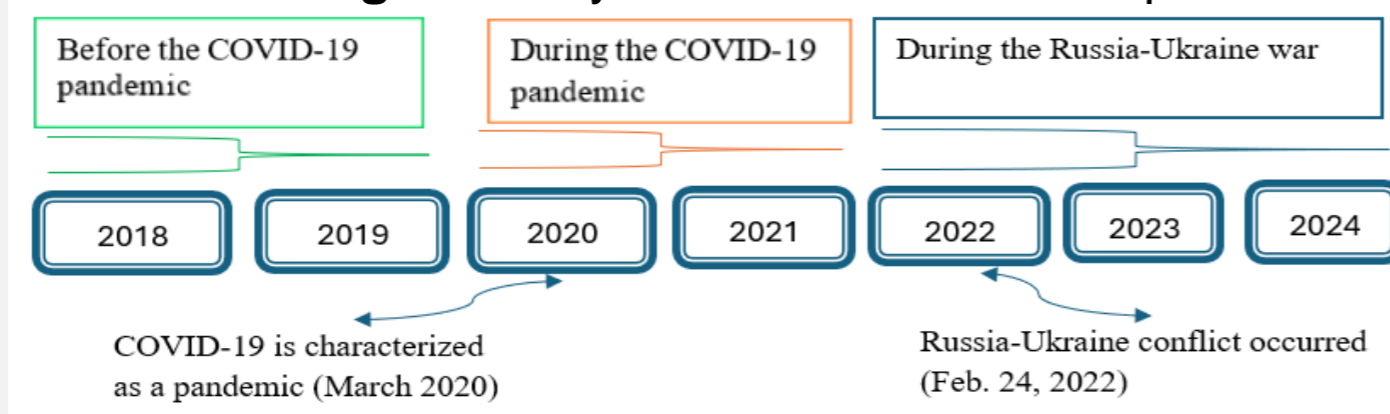 Before the COVID-19
pandemic
During the COVID-19
pandemic
During the Russia-Ukraine war
2018
2019
2020
2021
2022
2023
2024
COVID-19 is characterized
as a pandemic (March 2020)
Russia-Ukraine conflict occurred
(Feb. 24, 2022)